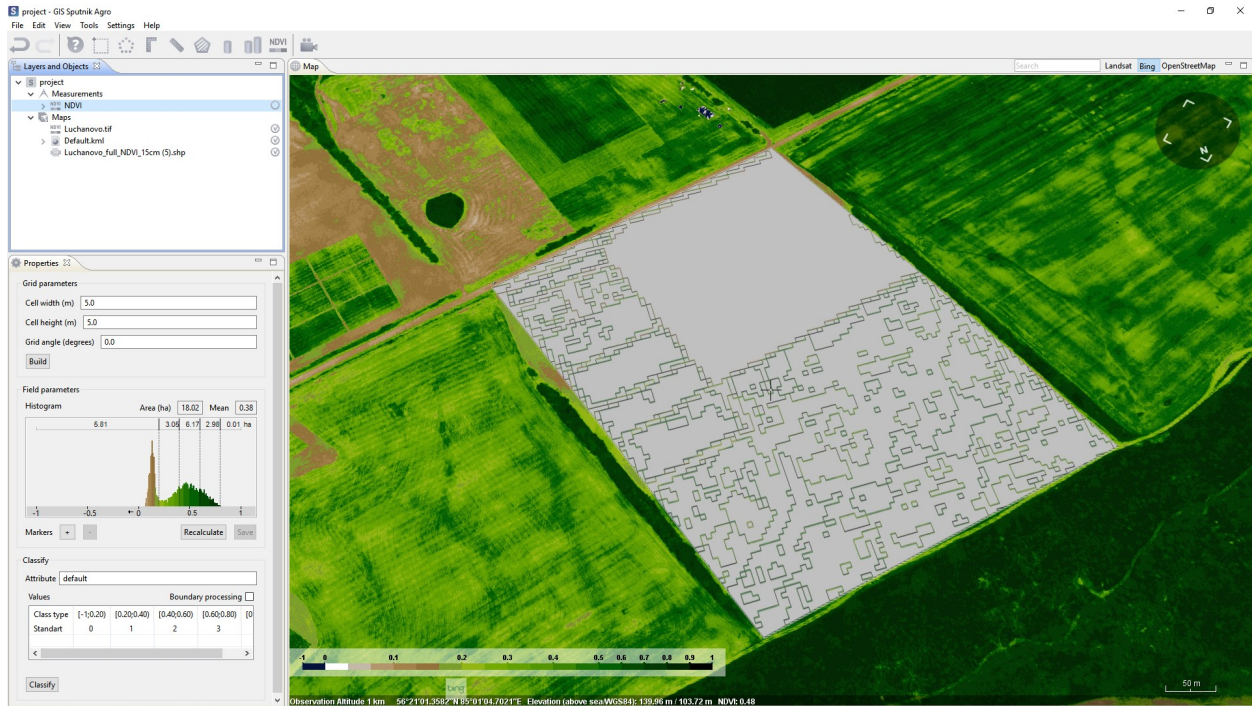 S project - GIS Sputnik Agro
File Edit View Tools Settings Help
NDVI
Layers and Objects
Map
Search
Landsat Bing OpenStreetMap
S project
Measurements
NDVI NDVI
Maps
NDVI Luchanovo.tif
Default.kml
Luchanovo_full_NDVI_15cm (5).shp
N
Properties
Grid parameters
Cell width (m) 5.0
Cell height (m) 5.0
Grid angle (degrees) 0.0
Build
Field parameters
Histogram Area (ha) 18.02 Mean 0.38
5.81 3.05 6.17 2.98 0.01 ha
-1 -0.5 0 0.5 1
Markers + - Recalculate Save
Classify
Attribute default
Values Boundary processing
Class type [-1;0.20) [0.20;0.40) [0.40;0.60) [0.60;0.80) [0
Standart 0 1 2 3
Classify
-1 0 0.1 0.2 0.3 0.4 0.5 0.6 0.7 0.8 0.9 1
bing
50 m
Observation Altitude 1 km 56°21'01.3582"N 85°01'04.7021"E Elevation (above sea/WGS84): 139.96 m / 103.72 m NDVI: 0.48